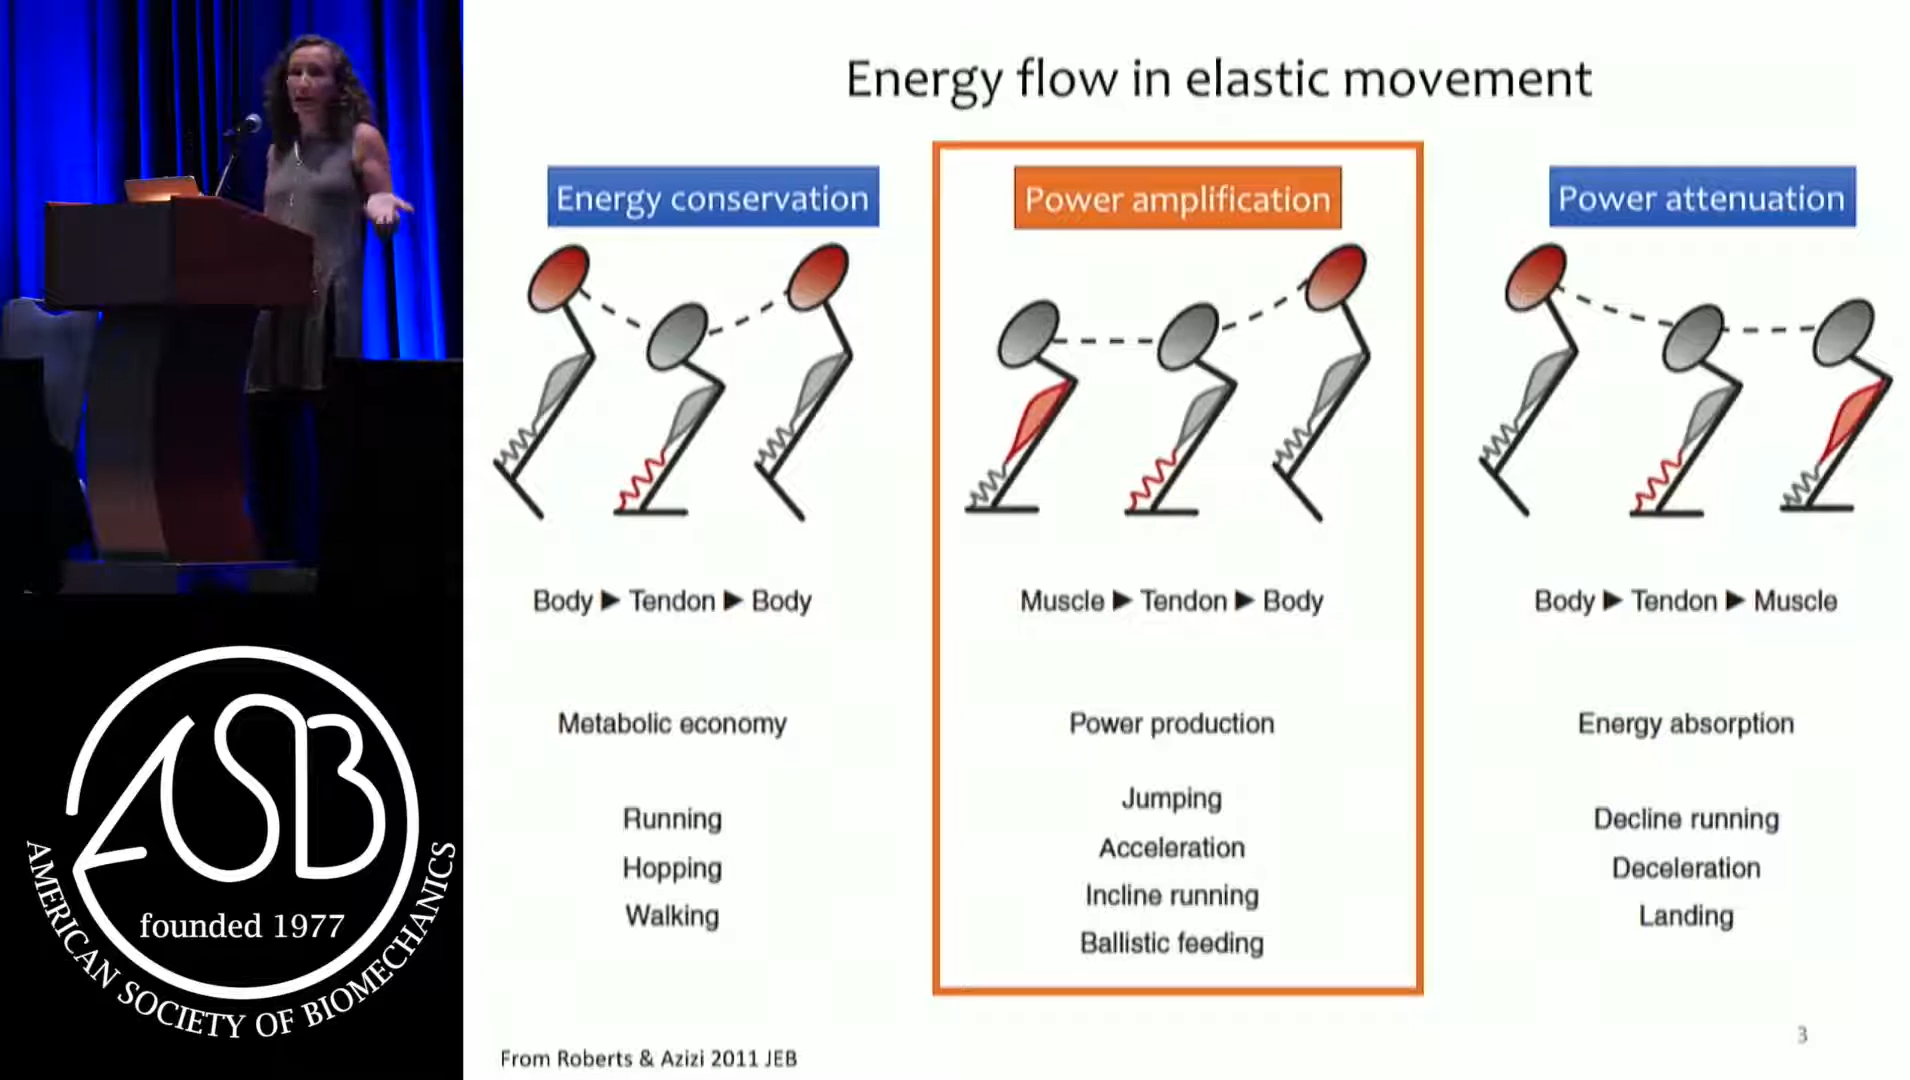 Energy flow in elastic movement
Energy conservation
Power amplification
Power attenuation
Body ▶ Tendon ▶ Body
Muscle ▶ Tendon ▶ Body
Body ▶ Tendon ▶ Muscle
Metabolic economy
Power production
Energy absorption
Running
Hopping
Walking
Jumping
Acceleration
Incline running
Ballistic feeding
Decline running
Deceleration
Landing
From Roberts & Azizi 2011 JEB
3
ASB
founded 1977
AMERICAN SOCIETY OF BIOMECHANICS